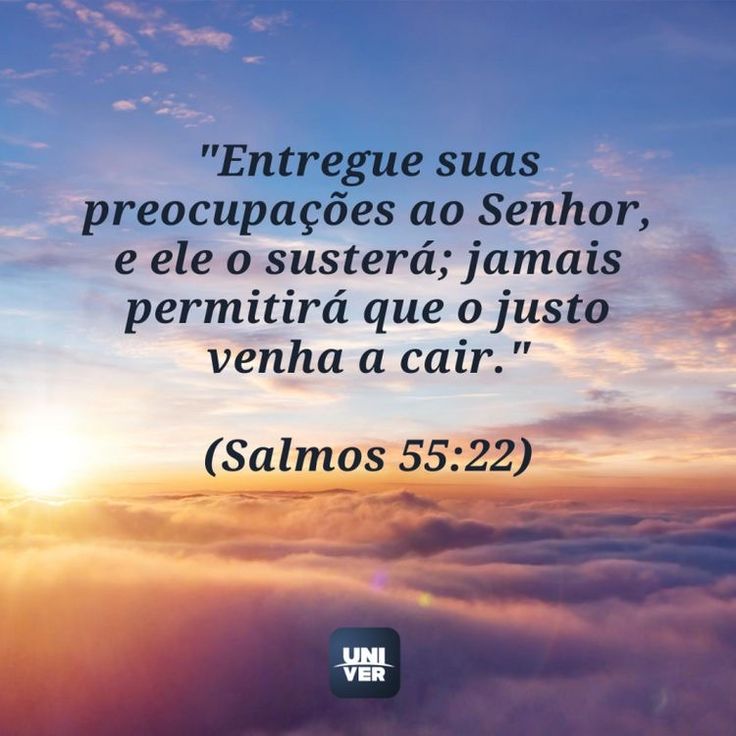 "Entregue suas
preocupações ao Senhor,
e ele o susterá; jamais
permitirá que o justo
venha a cair."
(Salmos 55:22)
UNI
VER